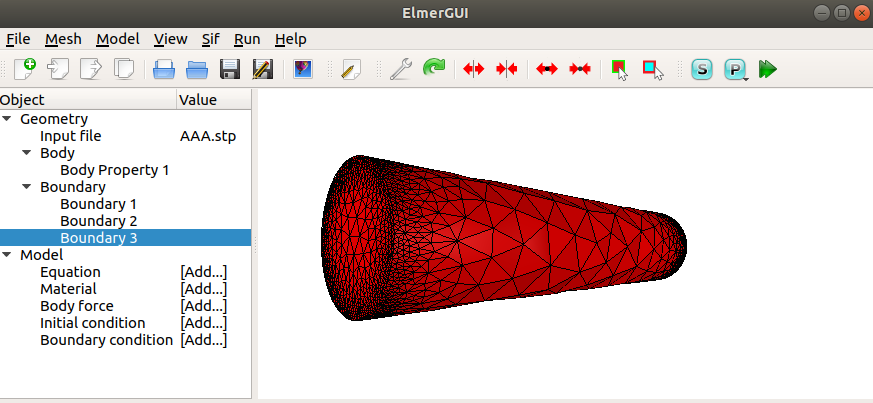 ElmerGUI
File Mesh Model View Sif Run Help
S P
Object Value
Geometry
Input file AAA.stp
Body
Body Property 1
Boundary
Boundary 1
Boundary 2
Boundary 3
Model
Equation [Add...]
Material [Add...]
Body force [Add...]
Initial condition [Add...]
Boundary condition [Add...]